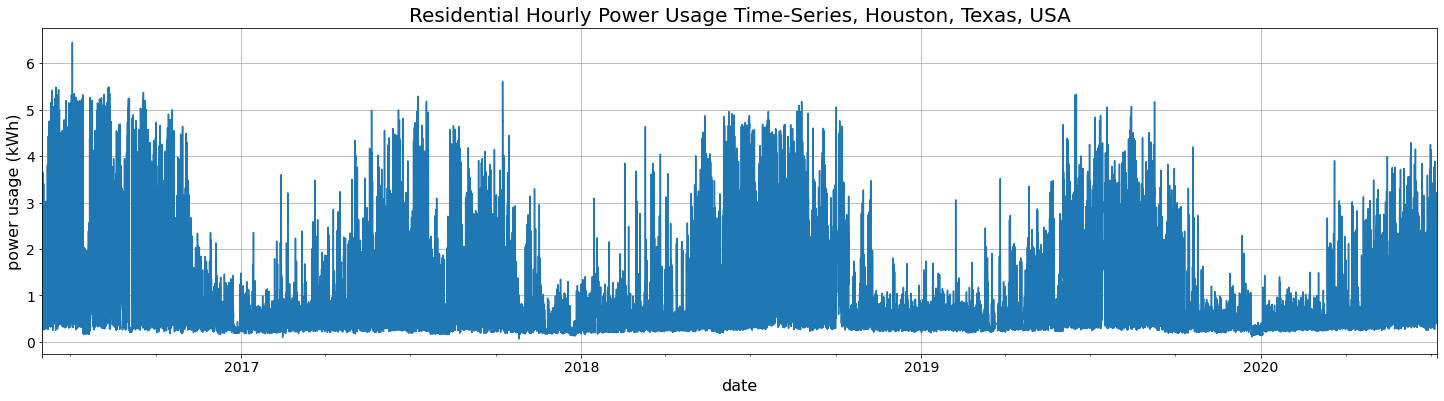 Residential Hourly Power Usage Time-Series, Houston, Texas, USA
power usage (kWh)
6
5
4
3
2
1
0
2017 2018 2019 2020
date